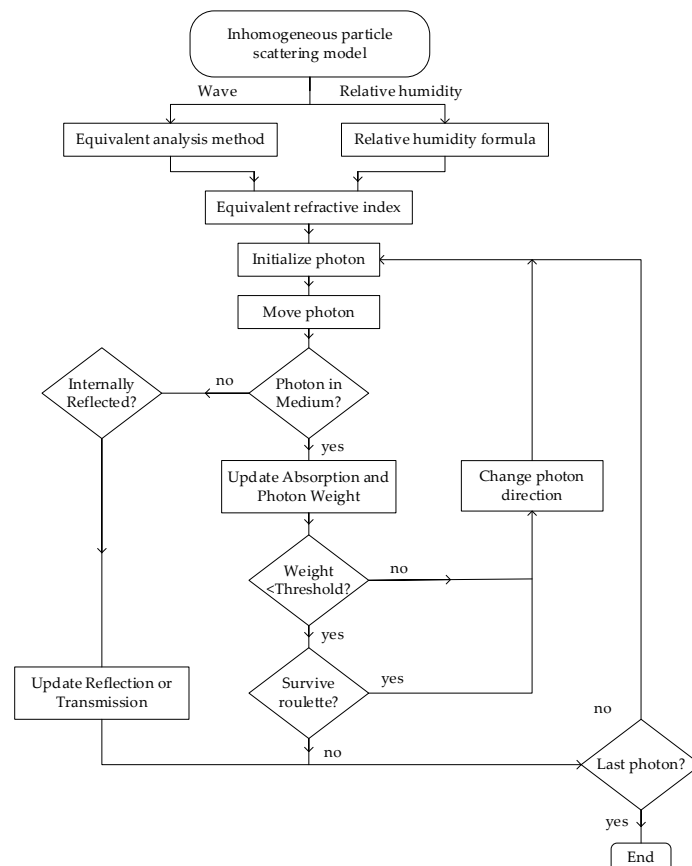 Inhomogeneous particle
scattering model
Wave
Relative humidity
Equivalent analysis method
Relative humidity formula
Equivalent refractive index
Initialize photon
Move photon
Internally
Reflected?
no
Photon in
Medium?
yes
Update Absorption and
Photon Weight
Change photon
direction
Weight
<Threshold?
no
yes
Update Reflection or
Transmission
Survive
roulette?
yes
no
no
Last photon?
yes
End